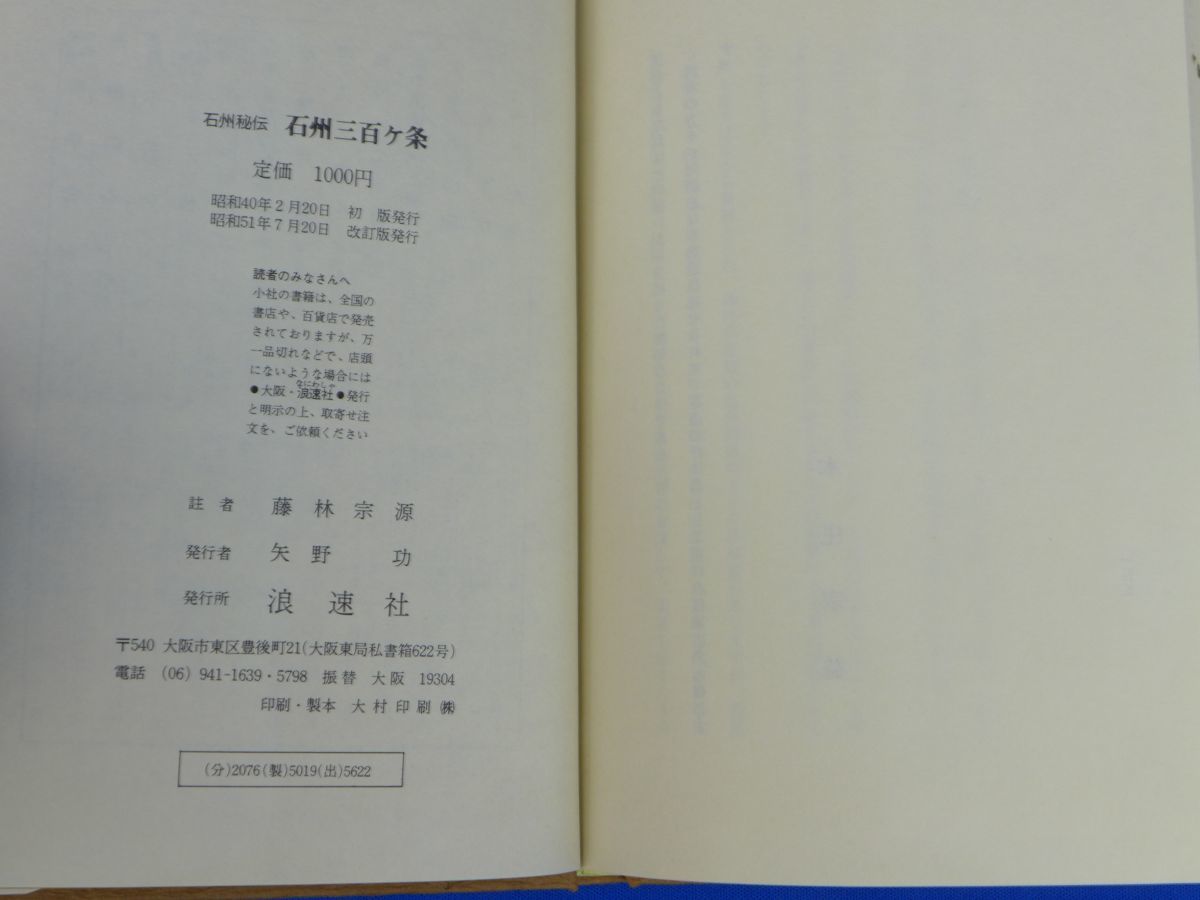 石州秘伝 石州三百ケ条
定価 1000円
昭和40年2月20日 初 版発行
昭和51年7月20日 改訂版発行
読者のみなさんへ
小社の書籍は、全国の
書店や、百貨店で発売
されておりますが、万
一品切れなどで、店頭
にないような場合には
なにわしゃ
●大阪・浪速社●発行
と明示の上、取寄せ注
文を、ご依頼ください
註者 藤林宗源
発行者 矢野 功
発行所 浪速社
〒540 大阪市東区豊後町21(大阪東局私書箱622号)
電話 (06) 941-1639・5798 振替 大阪 19304
印刷・製本 大村印刷㈱
(分)2076(製)5019(出)5622